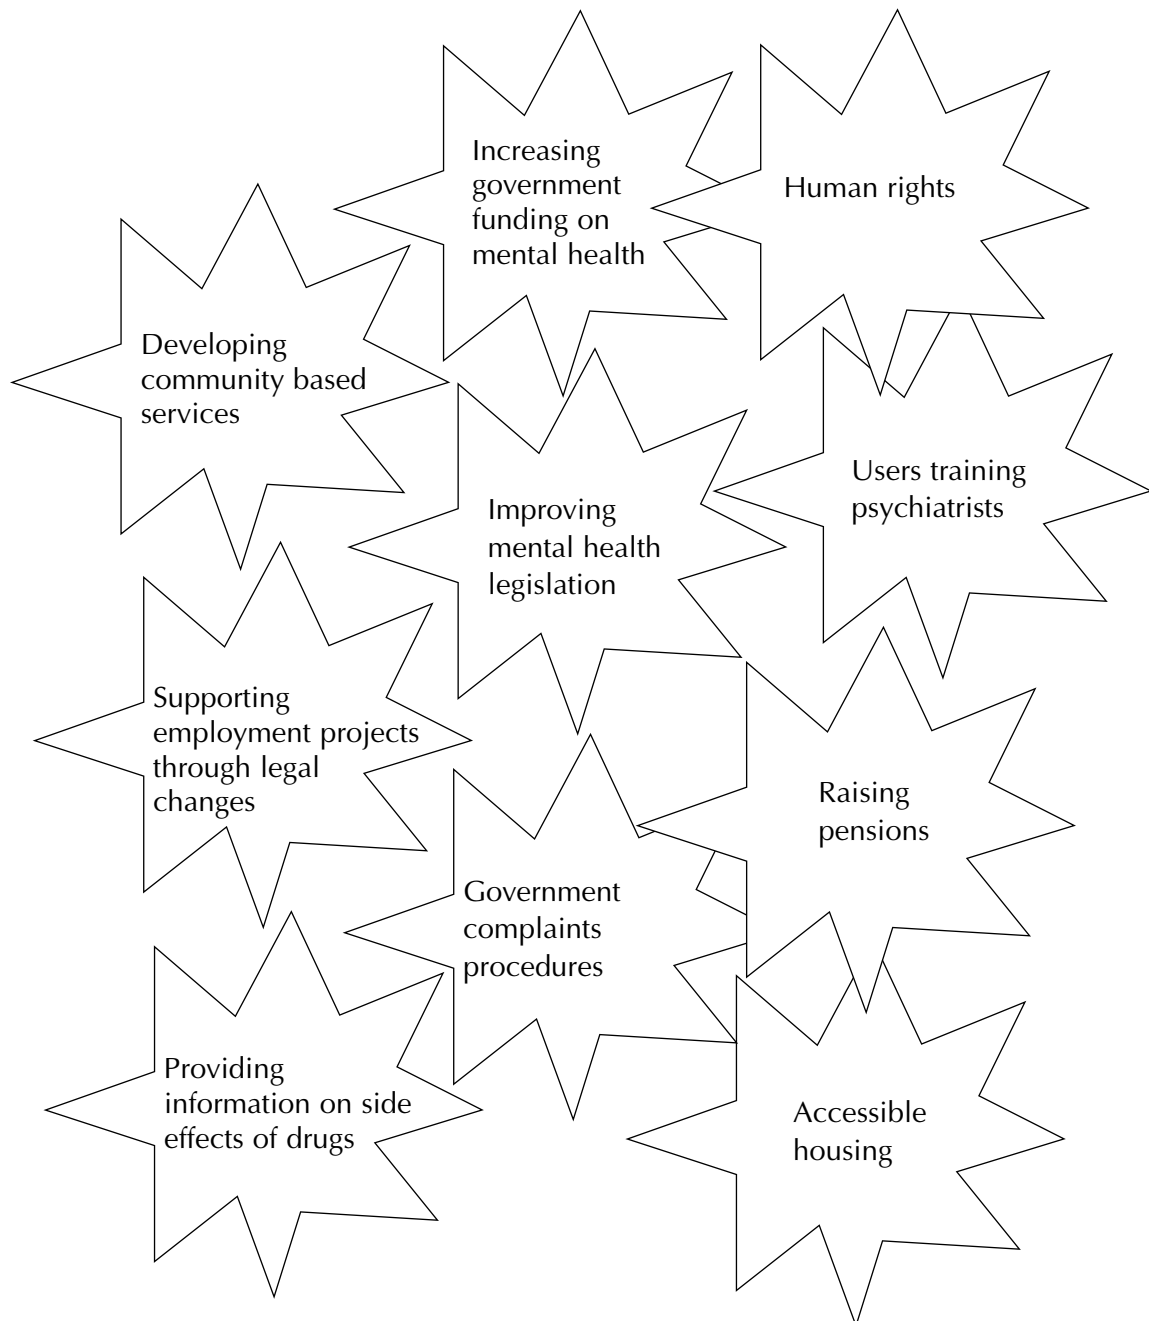 Increasing
government
funding on
mental health
Human rights
Developing
community based
services
Users training
psychiatrists
Improving
mental health
legislation
Supporting
employment projects
through legal
changes
Raising
pensions
Government
complaints
procedures
Providing
information on side
effects of drugs
Accessible
housing